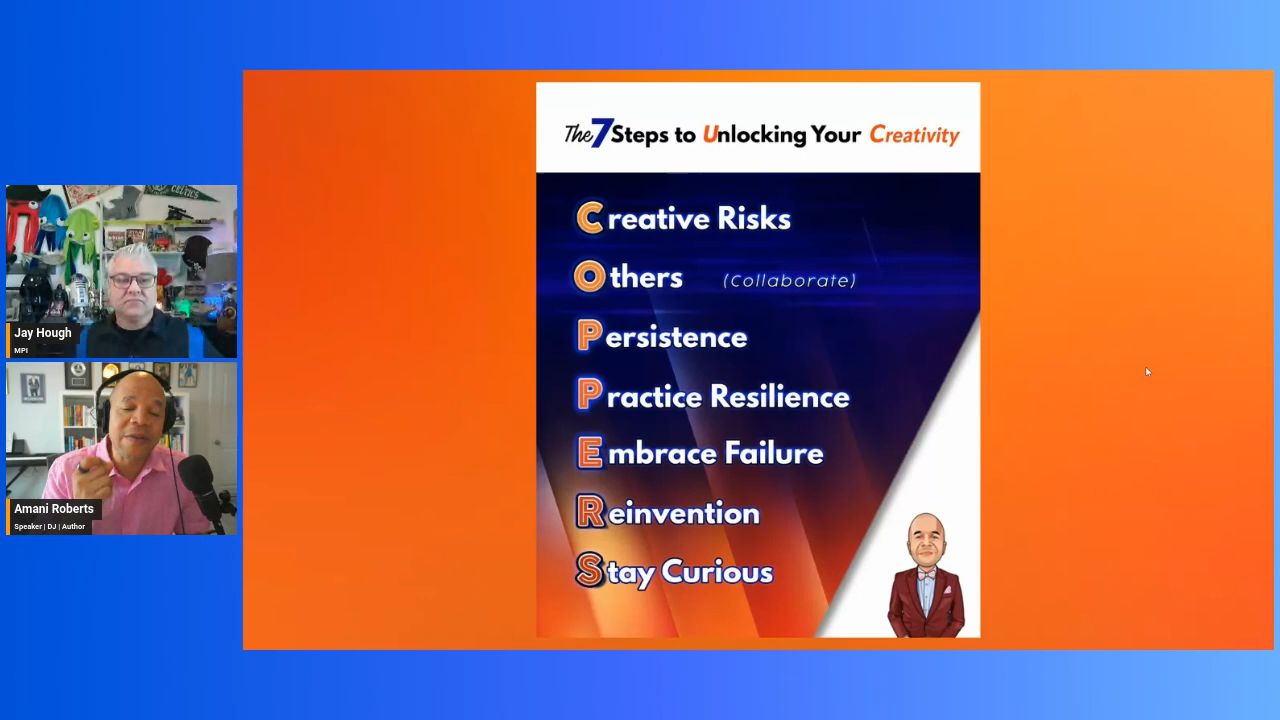 The 7 Steps to Unlocking Your Creativity
Creative Risks
Others (Collaborate)
Persistence
Practice Resilience
Embrace Failure
Reinvention
Stay Curious
CELTICS
Jay Hough
MPI
Amani Roberts
Speaker | DJ | Author